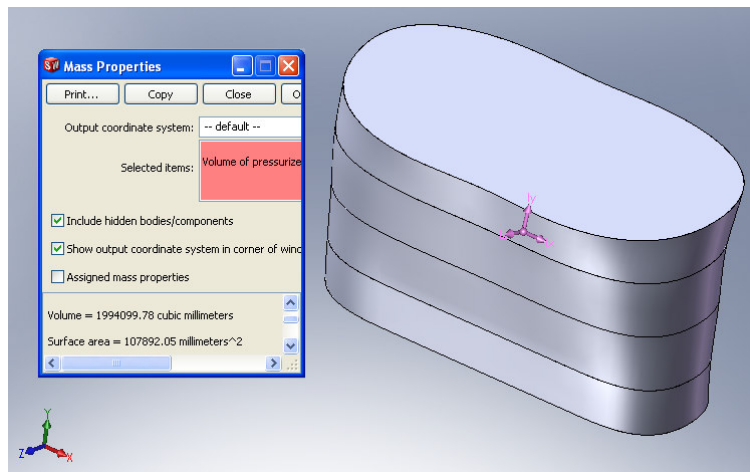 Mass Properties
Print... Copy Close O
Output coordinate system: -- default --
Selected items: Volume of pressurize
Include hidden bodies/components
Show output coordinate system in corner of wind
Assigned mass properties
Volume = 1994099.78 cubic millimeters
Surface area = 107892.05 millimeters^2
Y
Z X